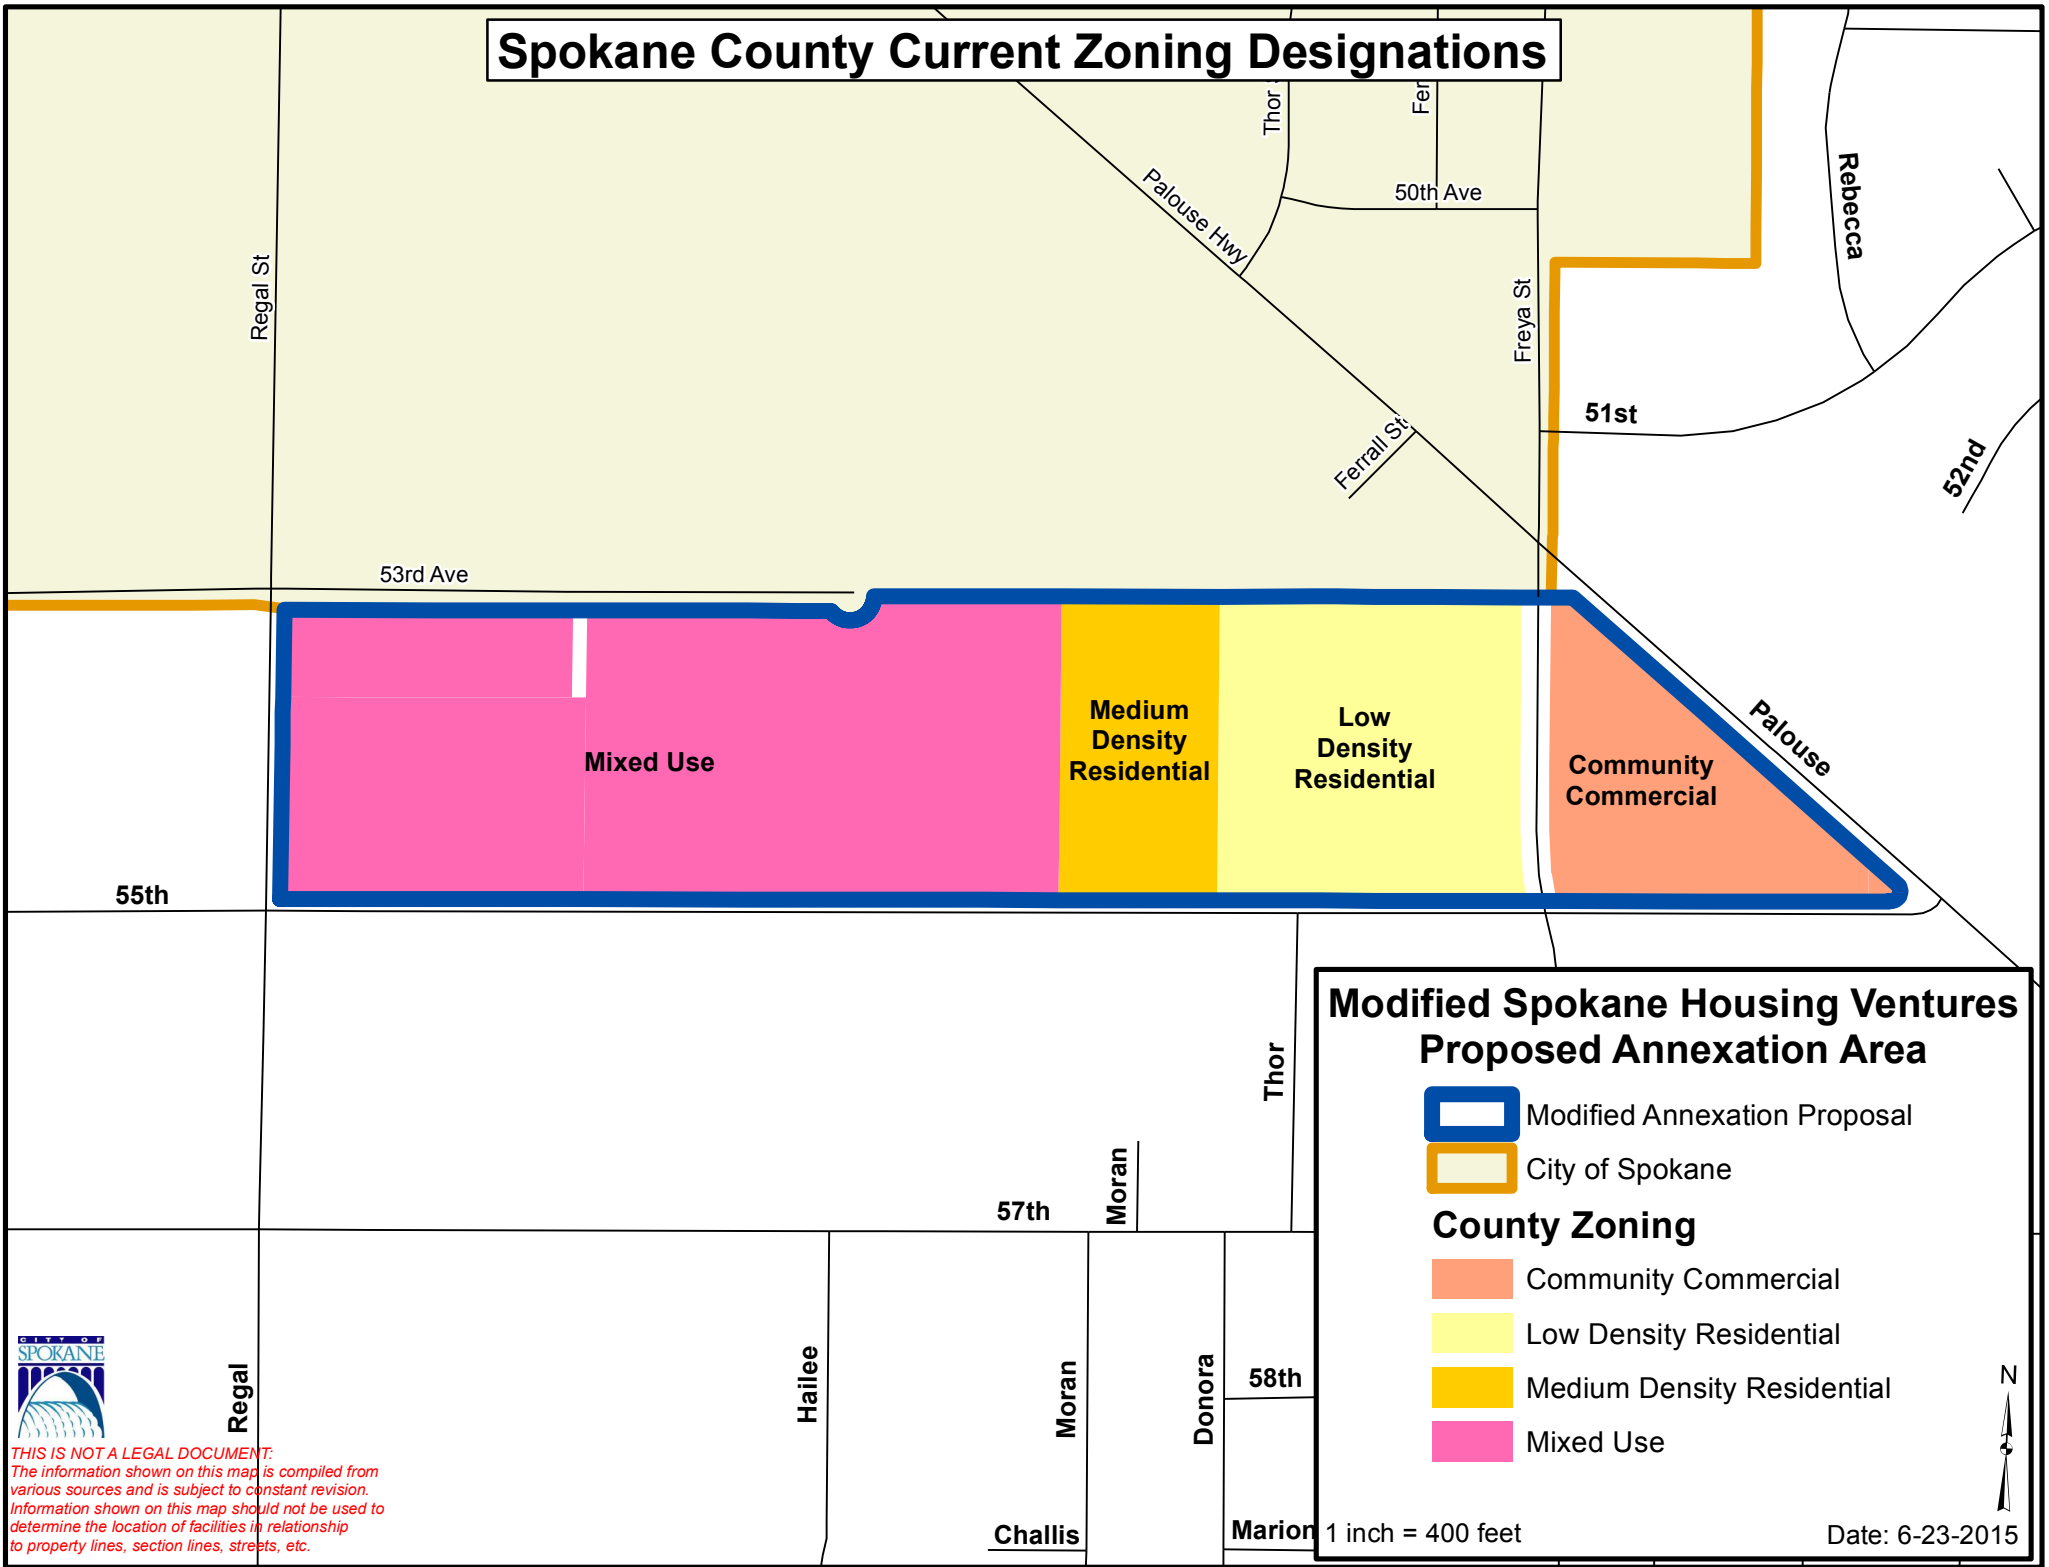 Spokane County Current Zoning Designations
Thor
Fer
Rebecca
50th Ave
Palouse Hwy
Regal St
Freya St
51st
Ferrall St
52nd
53rd Ave
Medium
Density
Residential
Low
Density
Residential
Mixed Use
Community
Commercial
Palouse
55th
Thor
Moran
57th
Regal
Hailee
Moran
Donora
58th
Challis
Marion
Modified Spokane Housing Ventures
Proposed Annexation Area
Modified Annexation Proposal
City of Spokane
County Zoning
Community Commercial
Low Density Residential
Medium Density Residential
Mixed Use
N
1 inch = 400 feet
Date: 6-23-2015
CITY OF
SPOKANE
THIS IS NOT A LEGAL DOCUMENT:
The information shown on this map is compiled from
various sources and is subject to constant revision.
Information shown on this map should not be used to
determine the location of facilities in relationship
to property lines, section lines, streets, etc.